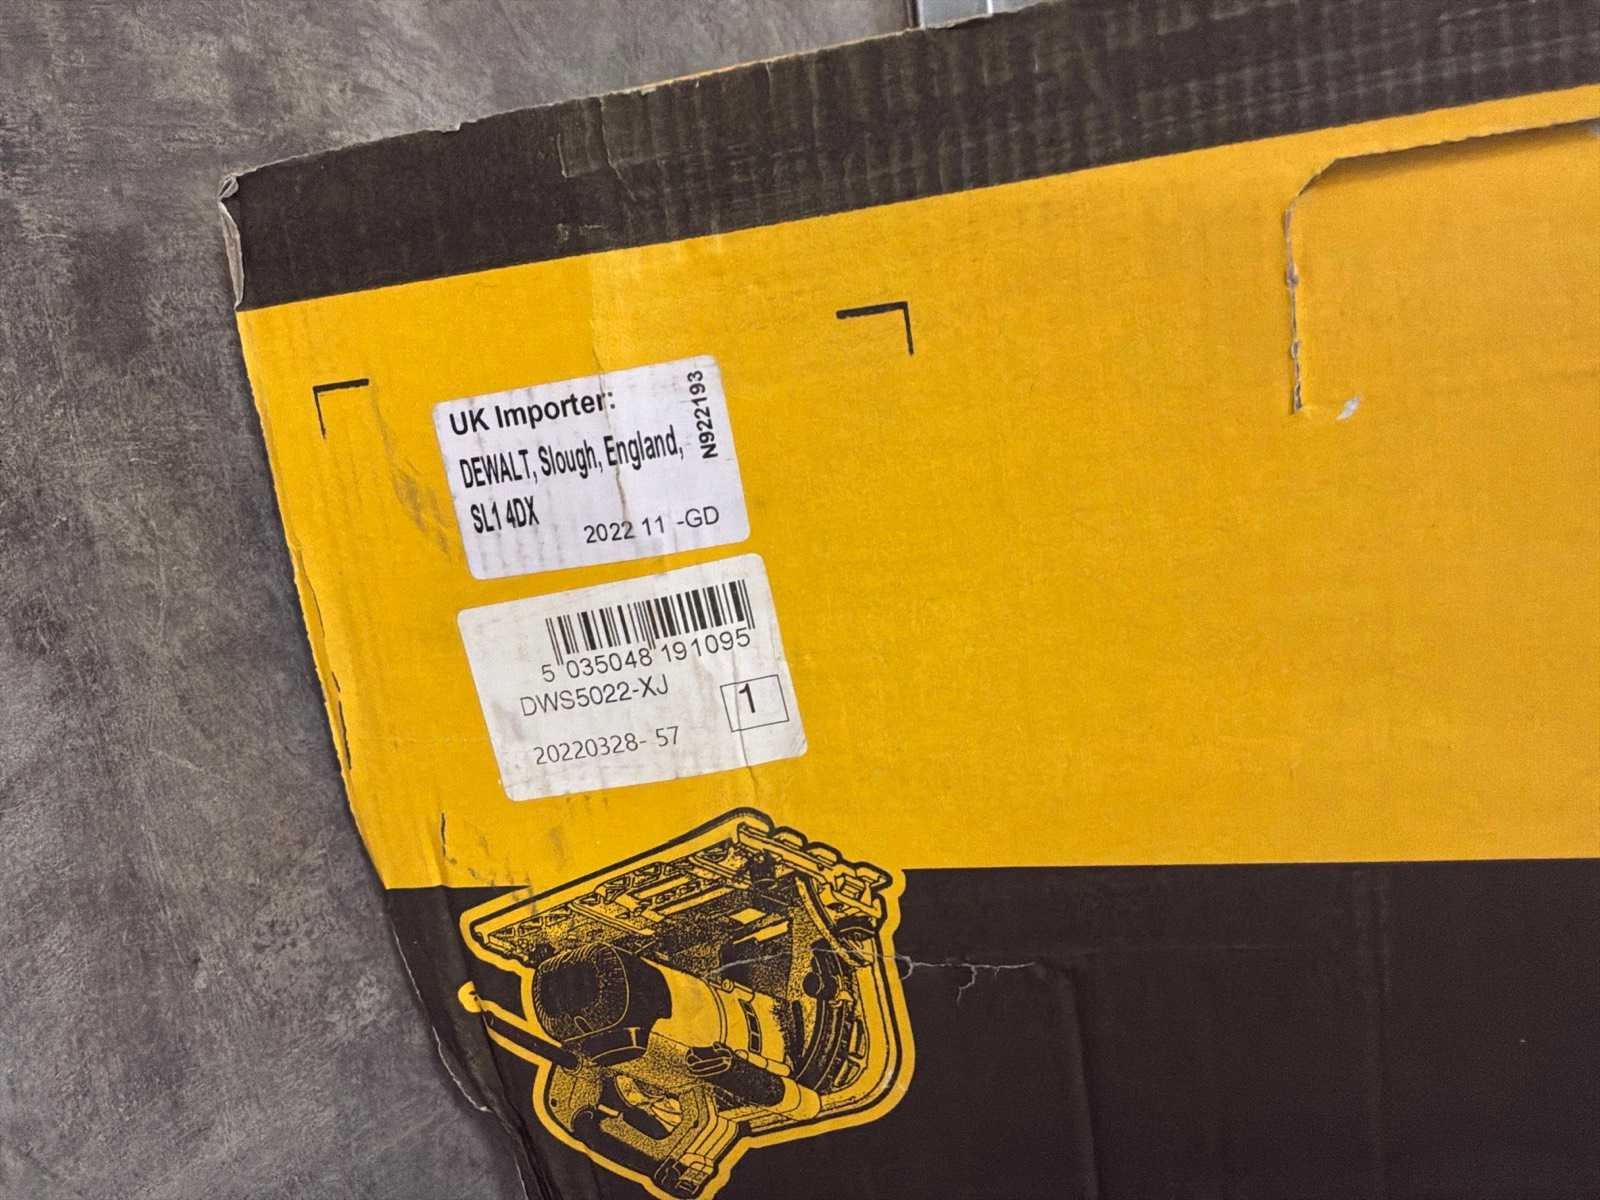 UK Importer:
DEWALT, Slough, England,
SL1 4DX
2022 11 -GD
N922193
5 035048 191095
DWS5022-XJ
1
20220328- 57